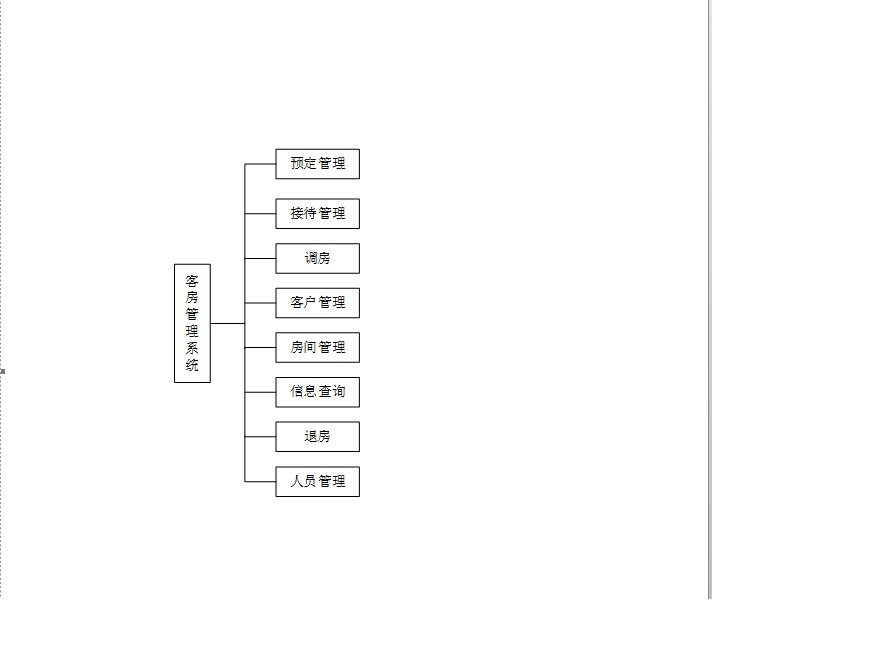 预定管理
接待管理
调房
客户管理
房间管理
信息查询
退房
人员管理
客房管理系统